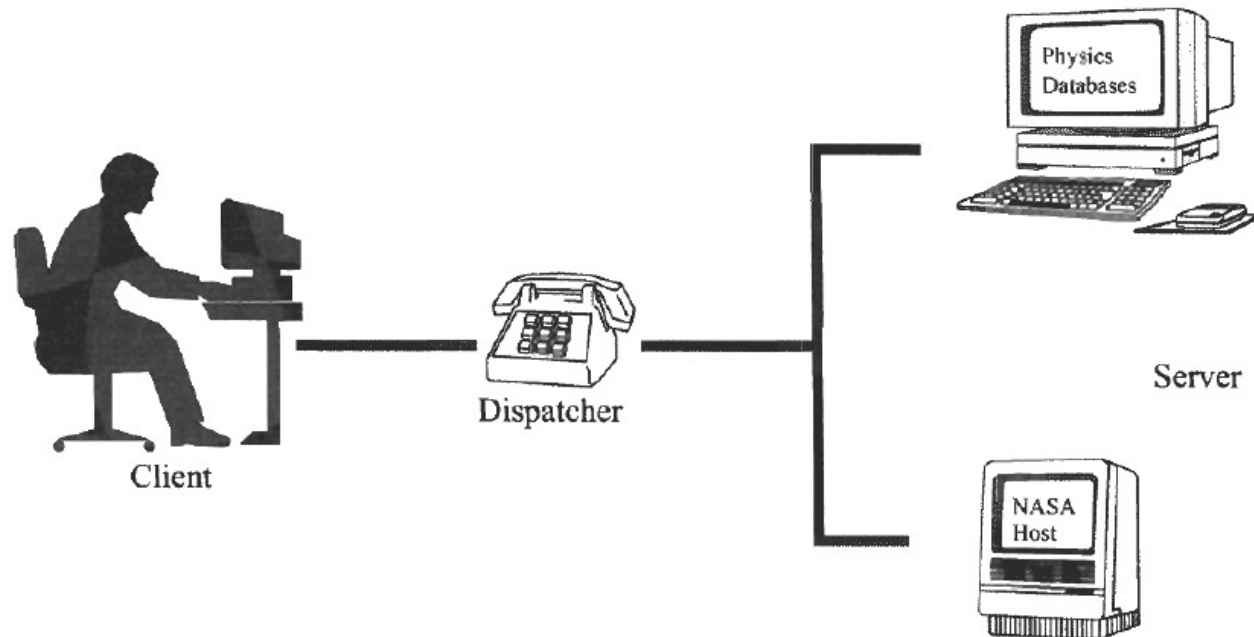 Physics
Databases
Server
Dispatcher
Client
NASA
Host